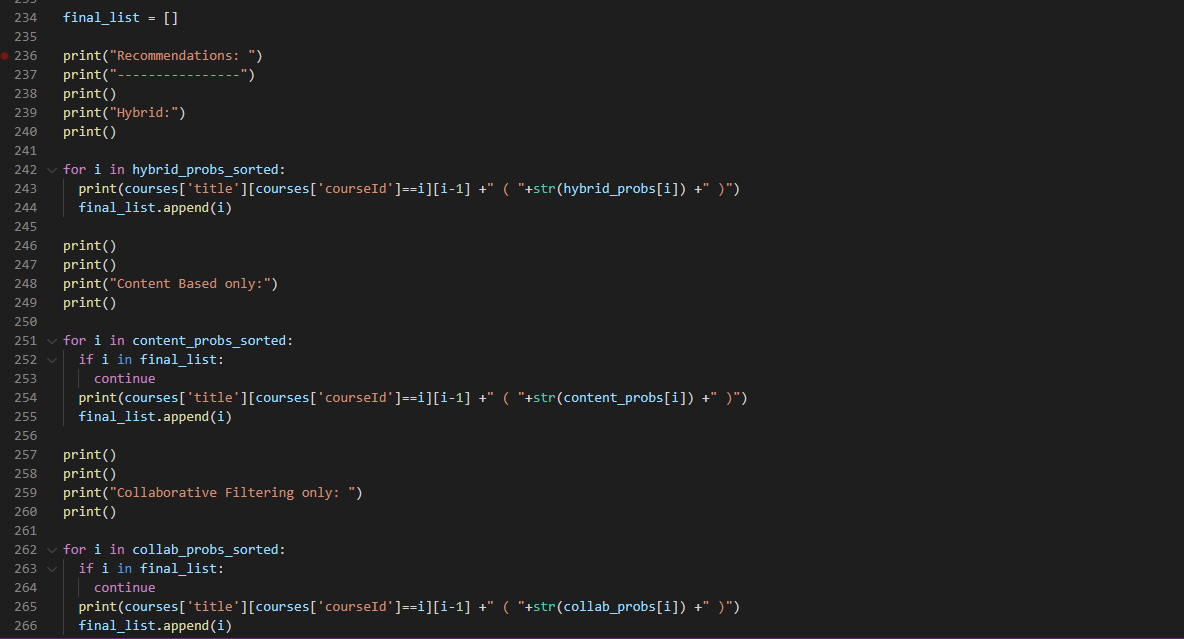 234 final_list = []
235
236 print("Recommendations: ")
237 print("----------------")
238 print()
239 print("Hybrid:")
240 print()
241
242 for i in hybrid_probs_sorted:
243   print(courses['title'][courses['courseId']==i][i-1] +" ( "+str(hybrid_probs[i]) +" )")
244   final_list.append(i)
245
246 print()
247 print()
248 print("Content Based only:")
249 print()
250
251 for i in content_probs_sorted:
252   if i in final_list:
253     continue
254   print(courses['title'][courses['courseId']==i][i-1] +" ( "+str(content_probs[i]) +" )")
255   final_list.append(i)
256
257 print()
258 print()
259 print("Collaborative Filtering only: ")
260 print()
261
262 for i in collab_probs_sorted:
263   if i in final_list:
264     continue
265   print(courses['title'][courses['courseId']==i][i-1] +" ( "+str(collab_probs[i]) +" )")
266   final_list.append(i)